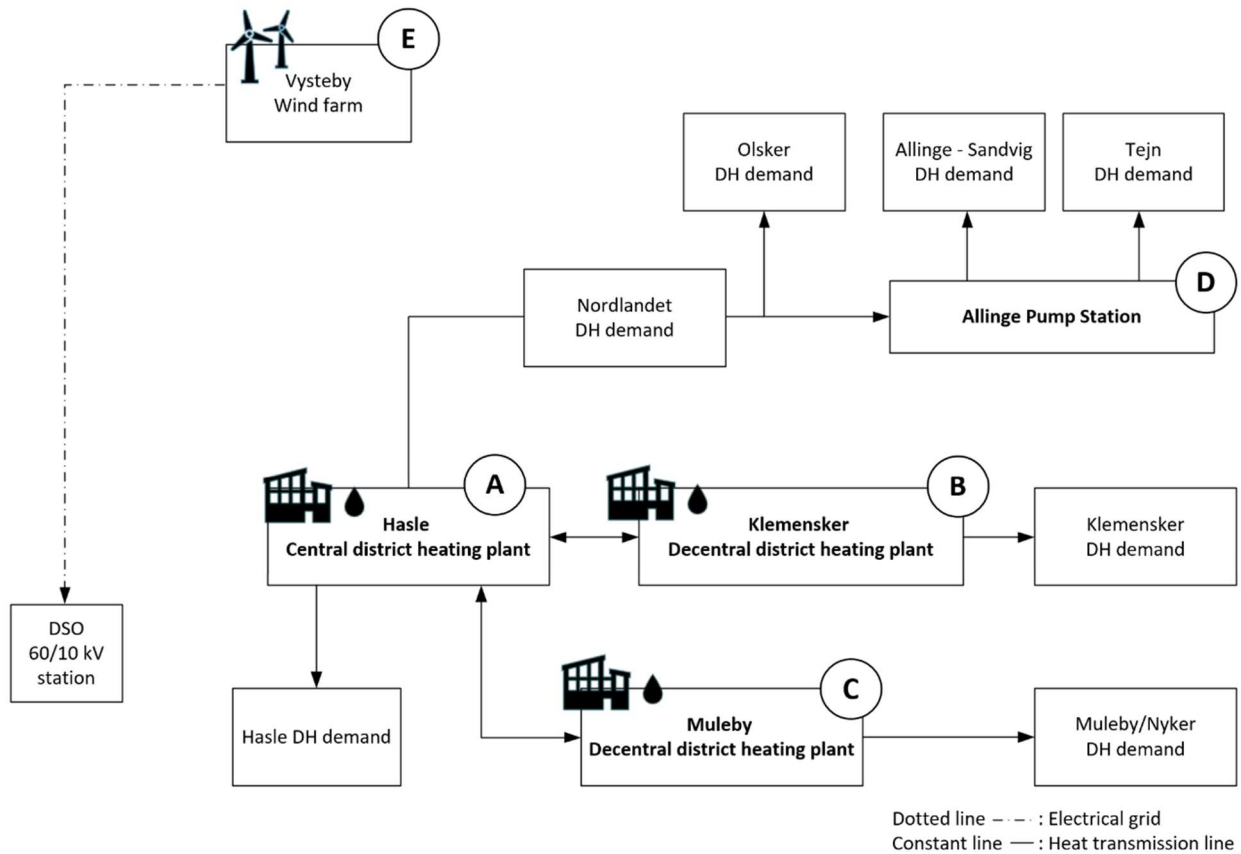 E
Vysteby
Wind farm
Olsker
DH demand
Allinge - Sandvig
DH demand
Tejn
DH demand
D
Nordlandet
DH demand
Allinge Pump Station
A
Hasle
Central district heating plant
B
Klemensker
Decentral district heating plant
Klemensker
DH demand
DSO
60/10 kV
station
Hasle DH demand
C
Muleby
Decentral district heating plant
Muleby/Nyker
DH demand
Dotted line : Electrical grid
Constant line : Heat transmission line